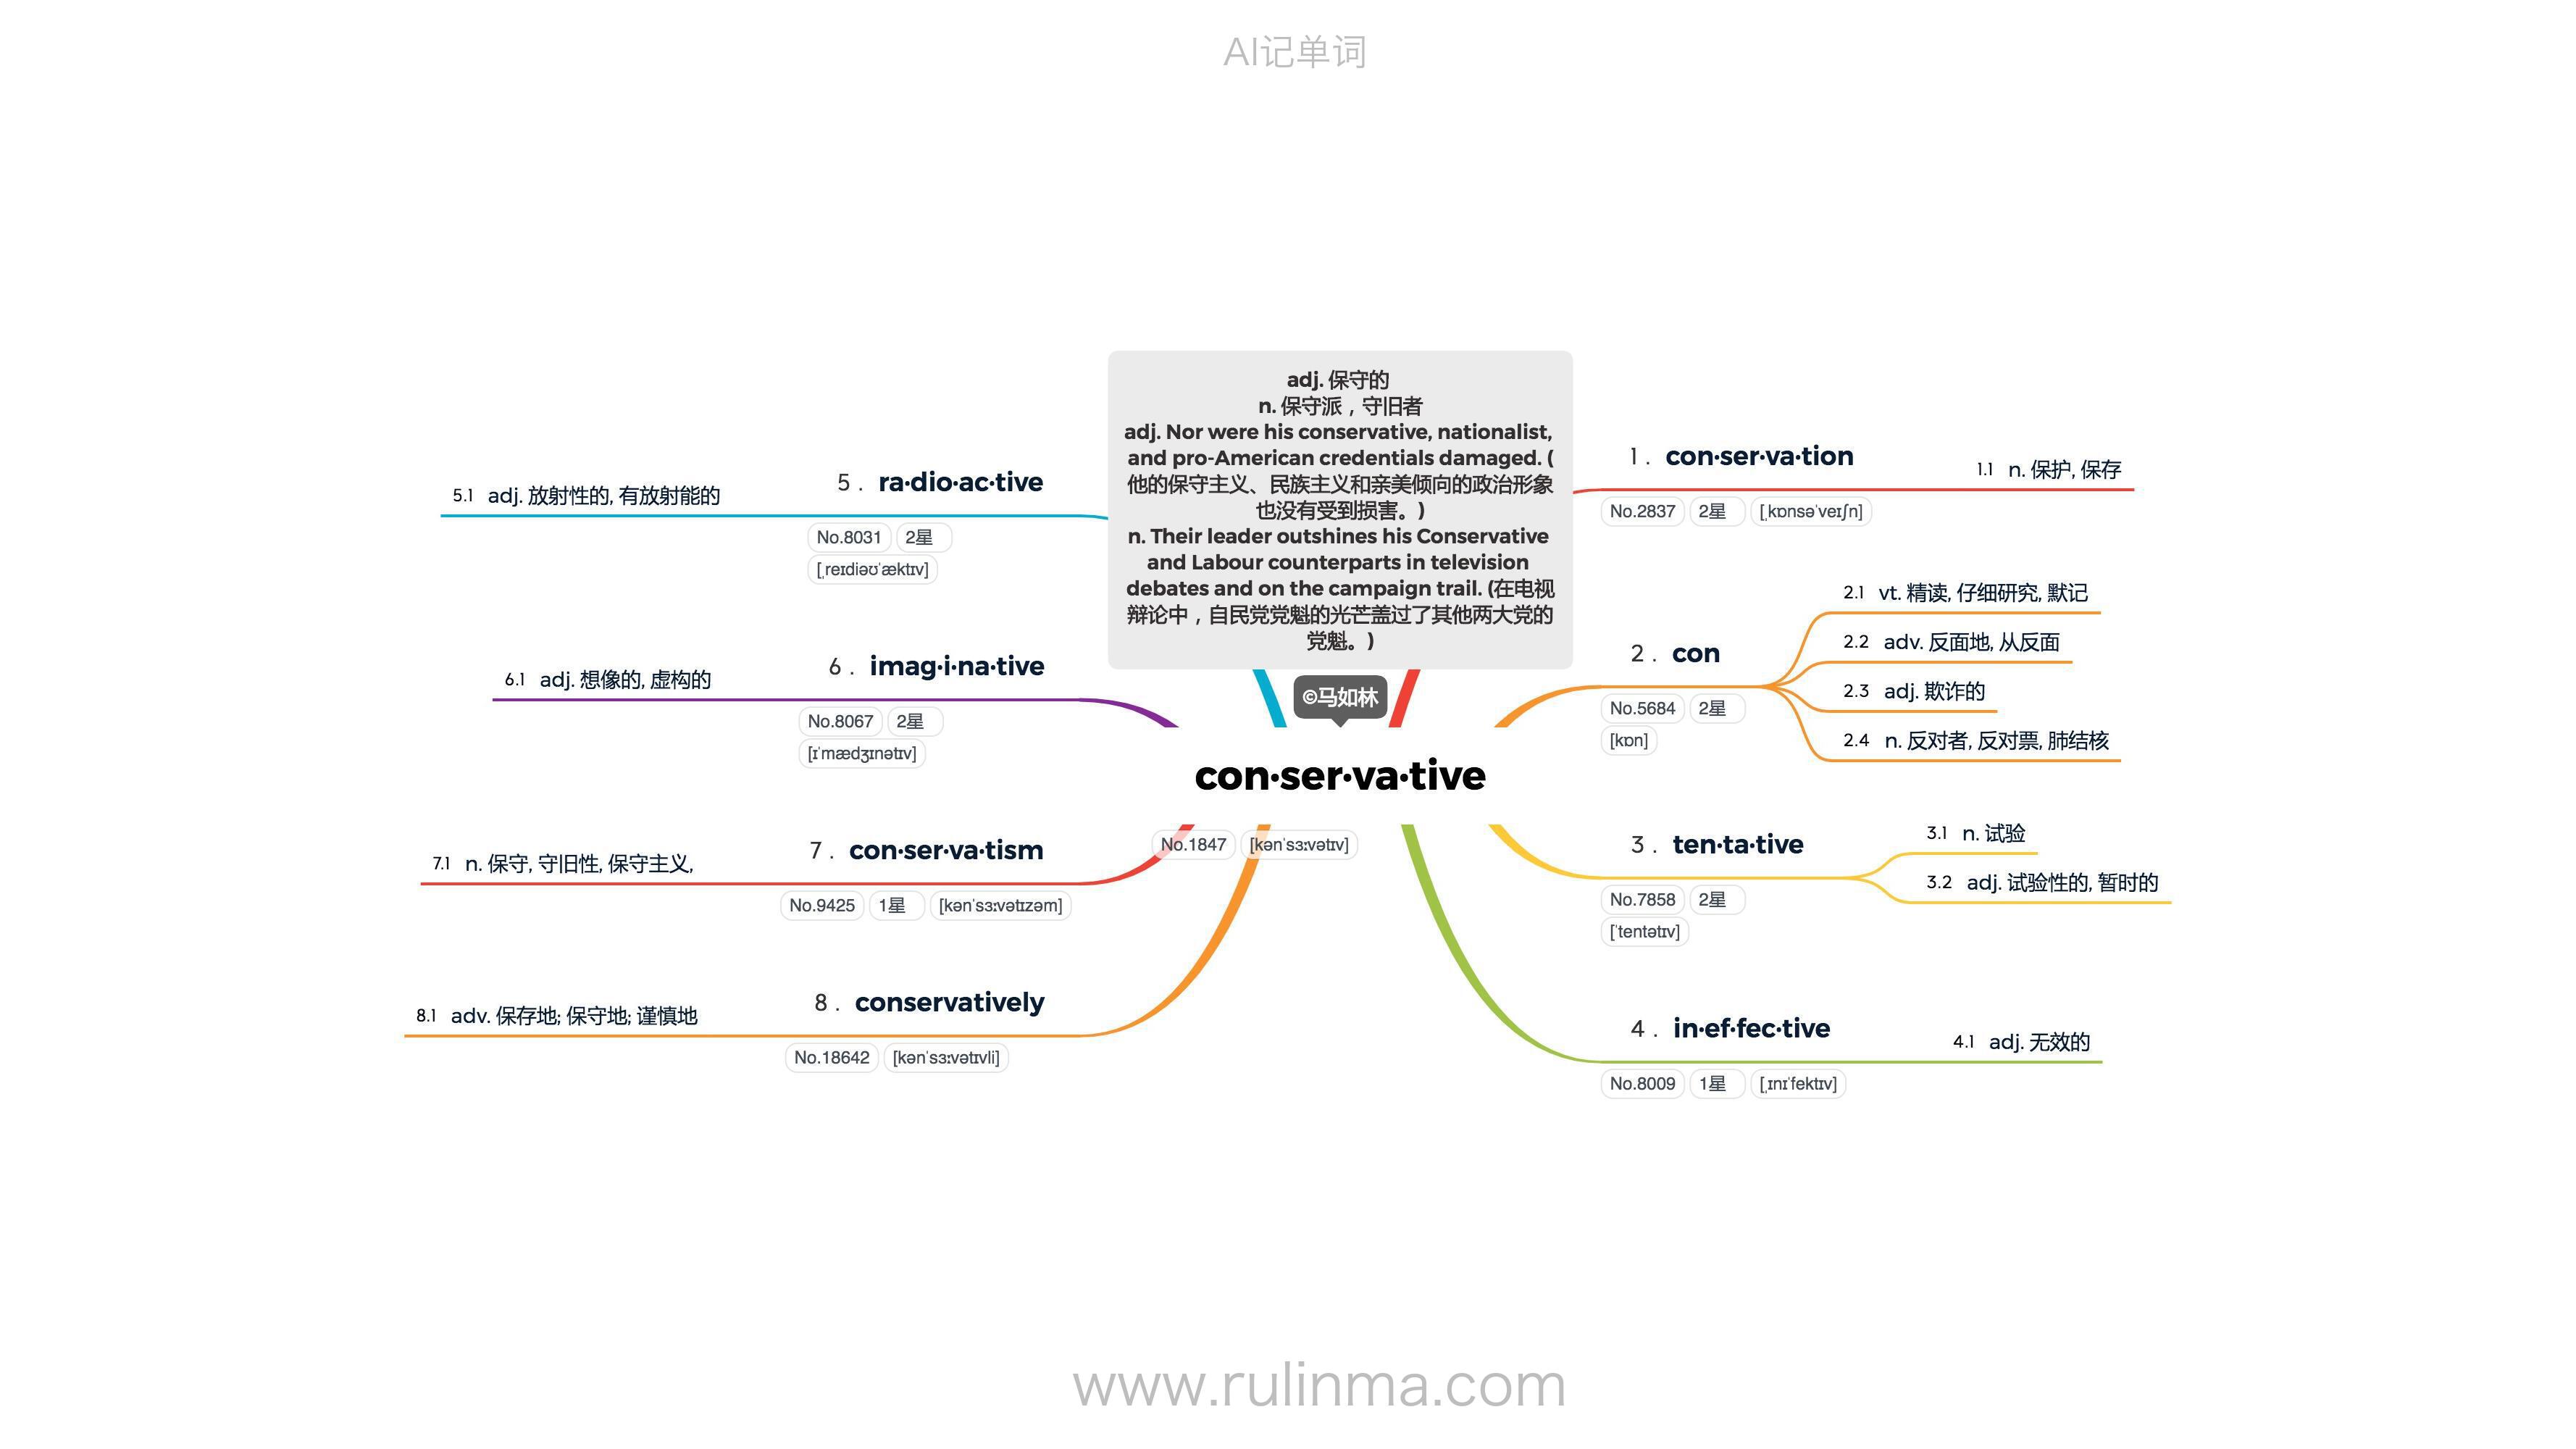 AI记单词
adj. 保守的
n. 保守派，守旧者
adj. Nor were his conservative, nationalist,
and pro-American credentials damaged. (
他的保守主义、民族主义和亲美倾向的政治形象
也没有受到损害。)
n. Their leader outshines his Conservative
and Labour counterparts in television
debates and on the campaign trail. (在电视
辩论中，自民党党魁的光芒盖过了其他两大党的
党魁。)
©马如林
con·ser·va·tive
No.1847 [kənˈsɜːvətɪv]
1 . con·ser·va·tion
No.2837 2星 [ˌkɒnsəˈveɪʃn]
1.1 n. 保护, 保存
2 . con
No.5684 2星
[kɒn]
2.1 vt. 精读, 仔细研究, 默记
2.2 adv. 反面地, 从反面
2.3 adj. 欺诈的
2.4 n. 反对者, 反对票, 肺结核
3 . ten·ta·tive
No.7858 2星
[ˈtentətɪv]
3.1 n. 试验
3.2 adj. 试验性的, 暂时的
4 . in·ef·fec·tive
No.8009 1星 [ˌɪnɪˈfektɪv]
4.1 adj. 无效的
5 . ra·dio·ac·tive
No.8031 2星
[ˌreɪdiəʊˈæktɪv]
5.1 adj. 放射性的, 有放射能的
6 . imag·i·na·tive
No.8067 2星
[ɪˈmædʒɪnətɪv]
6.1 adj. 想像的, 虚构的
7 . con·ser·va·tism
No.9425 1星 [kənˈsɜːvətɪzəm]
7.1 n. 保守, 守旧性, 保守主义,
8 . conservatively
No.18642 [kənˈsɜːvətɪvli]
8.1 adv. 保存地; 保守地; 谨慎地
www.rulinma.com